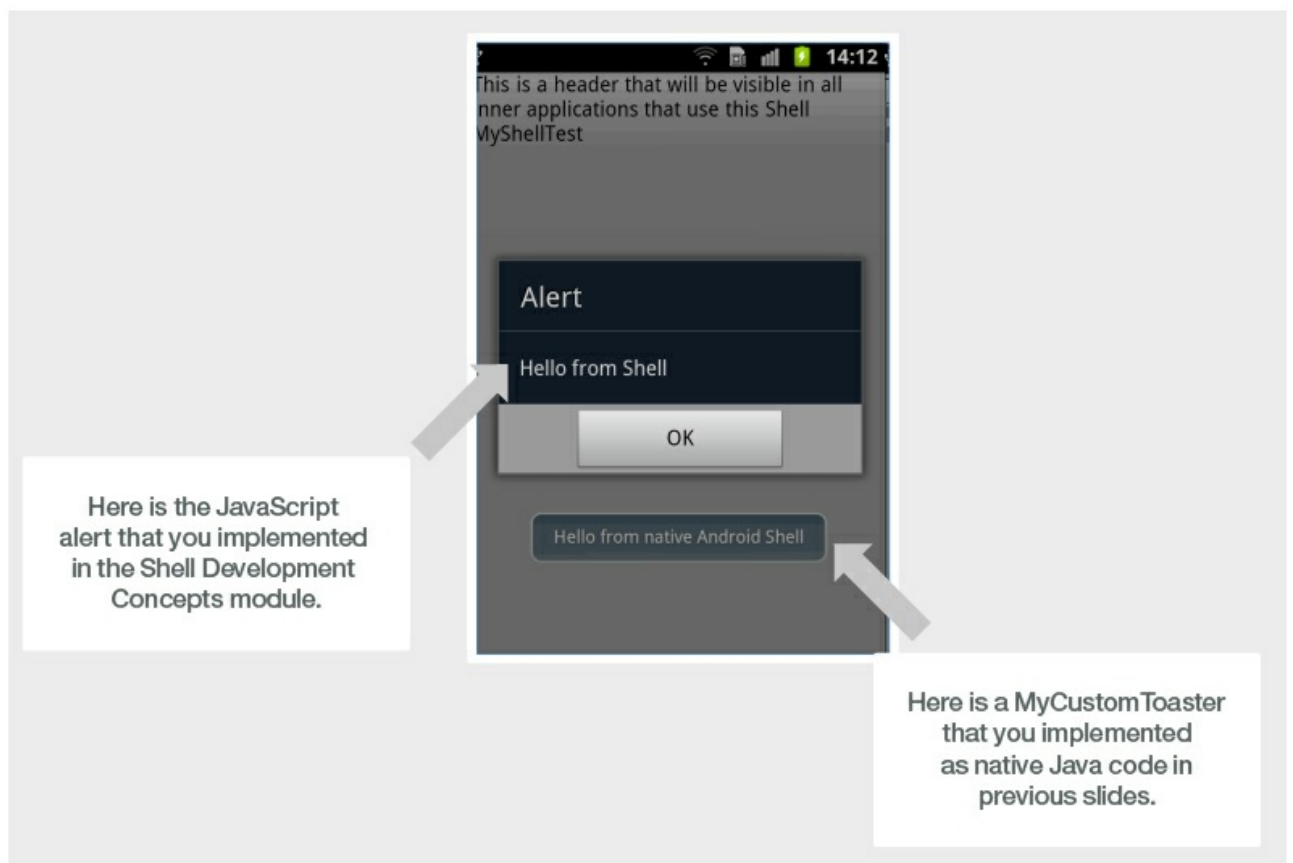 14:12
This is a header that will be visible in all
nner applications that use this Shell
MyShellTest
Alert
Hello from Shell
OK
Hello from native Android Shell
Here is the JavaScript
alert that you implemented
in the Shell Development
Concepts module.
Here is a MyCustomToaster
that you implemented
as native Java code in
previous slides.